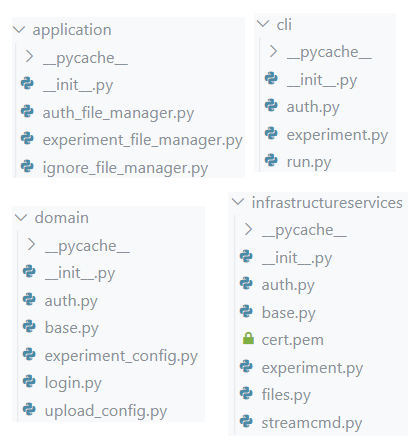 application
__pycache__
__init__.py
auth_file_manager.py
experiment_file_manager.py
ignore_file_manager.py
cli
__pycache__
__init__.py
auth.py
experiment.py
run.py
domain
__pycache__
__init__.py
auth.py
base.py
experiment_config.py
login.py
upload_config.py
infrastructureservices
__pycache__
__init__.py
auth.py
base.py
cert.pem
experiment.py
files.py
streamcmd.py